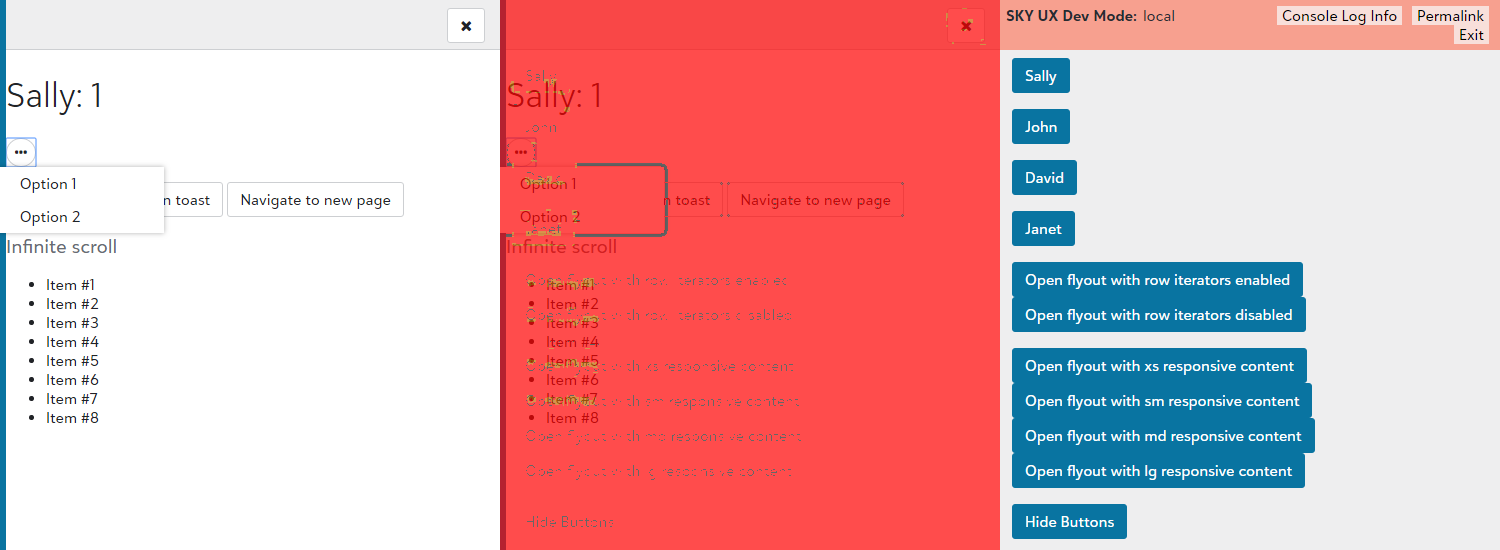 Sally: 1
•••
Option 1
Option 2
n toast
Navigate to new page
Infinite scroll
• Item #1
• Item #2
• Item #3
• Item #4
• Item #5
• Item #6
• Item #7
• Item #8
Sally
Sally: 1
John
•••
Option 1
Option 2
n toast
Navigate to new page
Infinite scroll
Open flyout with row iterators enabled
• Item #1
• Item #2
Open flyout with row iterators disabled
• Item #3
• Item #4
• Item #5
Open flyout with xs responsive content
• Item #6
• Item #7
Open flyout with sm responsive content
• Item #8
Open flyout with md responsive content
Open flyout with lg responsive content
Hide Buttons
SKY UX Dev Mode: local
Console Log Info
Permalink
Exit
Sally
John
David
Janet
Open flyout with row iterators enabled
Open flyout with row iterators disabled
Open flyout with xs responsive content
Open flyout with sm responsive content
Open flyout with md responsive content
Open flyout with lg responsive content
Hide Buttons